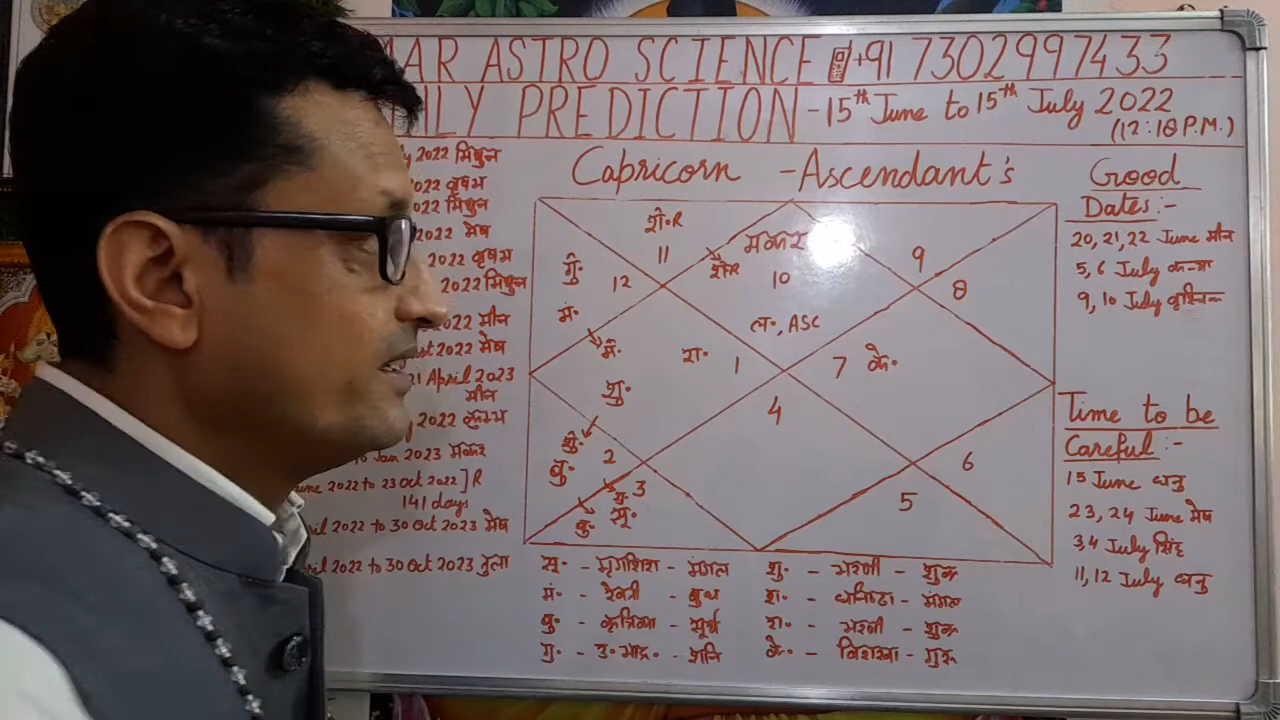 AR ASTRO SCIENCE +91 7302997433
LY PREDICTION - 15th June to 15th July 2022
(12:18 P.M.)
Capricorn - Ascendant's
2022 मिथुन
2022 वृषभ
2022 मिथुन
2022 मेष
2022 वृषभ
2022 मिथुन
2022 मीन
2022 मेष
21 April 2023
मीन
2022 कुम्भ
Jan 2023 मकर
2022 to 23 Oct 2022] R
141 days
2022 to 30 Oct 2023 मेष
2022 to 30 Oct 2023 तुला
श॰R
11
श॰R
मकर
10
ल॰, ASC
9
8
गु॰
12
मं॰
मं॰
रा॰
1
7 के॰
शु॰
4
शु॰
बु॰
2
3
सू॰
बु॰
5
6
Good
Dates:-
20, 21, 22 June मीन
5, 6 July कन्या
9, 10 July वृश्चिक
Time to be
Careful:-
15 June धनु
23, 24 June मेष
3,4 July सिंह
11, 12 July धनु
सू॰ - मृगशिरा - मंगल
मं॰ - रेवती - बुध
बु॰ - कृत्तिका - सूर्य
गु॰ - उ॰भाद्र॰ - शनि
शु॰ - भरणी - शुक्र
श॰ - धनिष्ठा - मंगल
रा॰ - भरणी - शुक्र
के॰ - विशाखा - गुरू